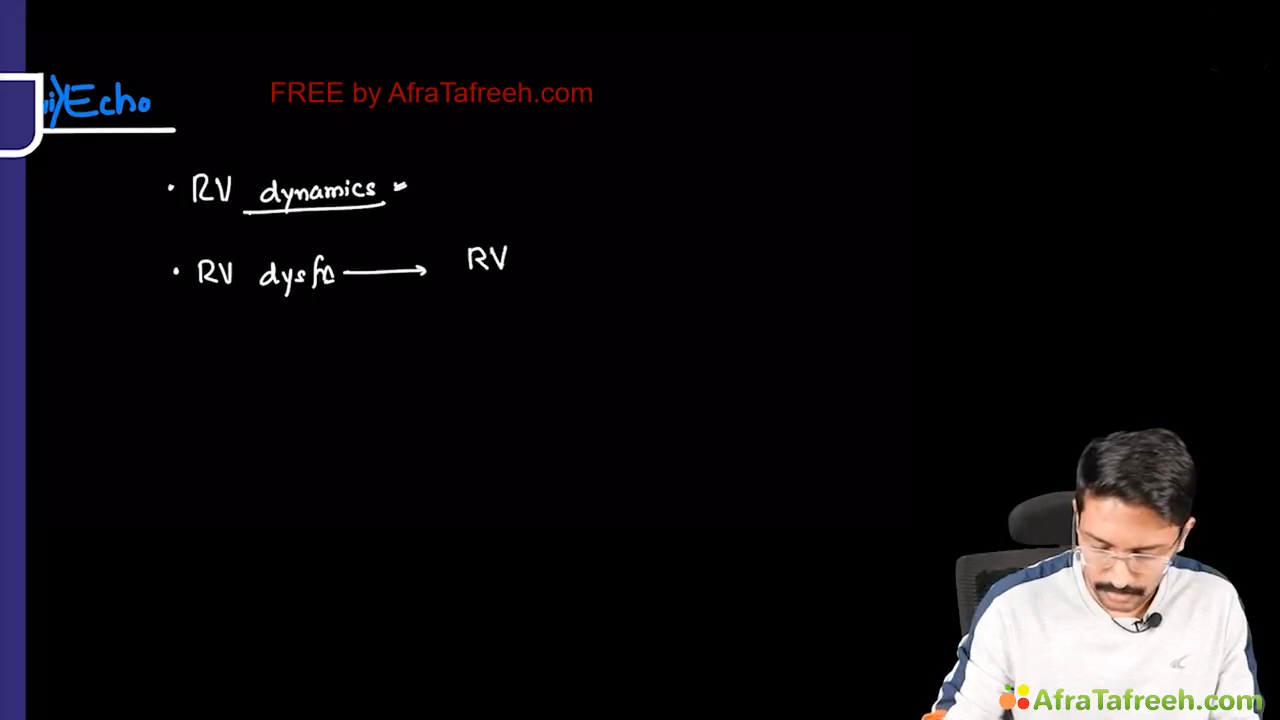 Echo
FREE by AfraTafreeh.com
• RV dynamics -
• RV dysfn → RV
AfraTafreeh.com